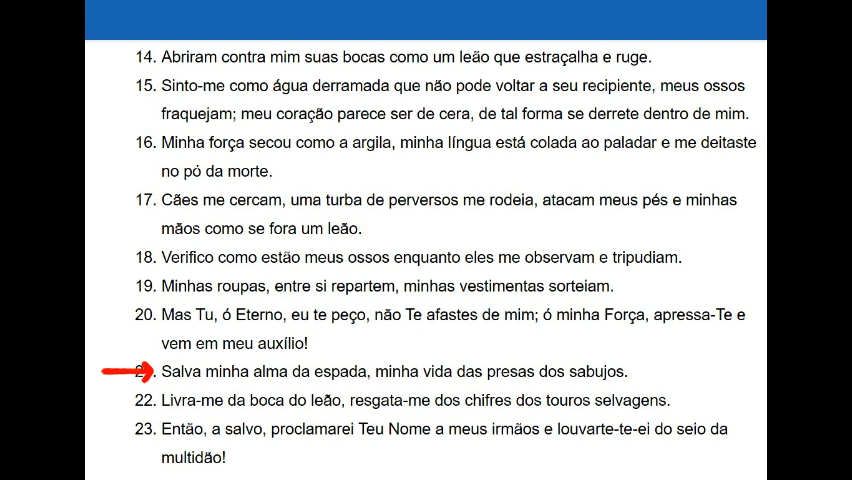 14. Abriram contra mim suas bocas como um leão que estraçalha e ruge.
15. Sinto-me como água derramada que não pode voltar a seu recipiente, meus ossos
fraquejam; meu coração parece ser de cera, de tal forma se derrete dentro de mim.
16. Minha força secou como a argila, minha língua está colada ao paladar e me deitaste
no pó da morte.
17. Cães me cercam, uma turba de perversos me rodeia, atacam meus pés e minhas
mãos como se fora um leão.
18. Verifico como estão meus ossos enquanto eles me observam e tripudiam.
19. Minhas roupas, entre si repartem, minhas vestimentas sorteiam.
20. Mas Tu, ó Eterno, eu te peço, não Te afastes de mim; ó minha Força, apressa-Te e
vem em meu auxílio!
Salva minha alma da espada, minha vida das presas dos sabujos.
22. Livra-me da boca do leão, resgata-me dos chifres dos touros selvagens.
23. Então, a salvo, proclamarei Teu Nome a meus irmãos e louvarte-te-ei do seio da
multidão!